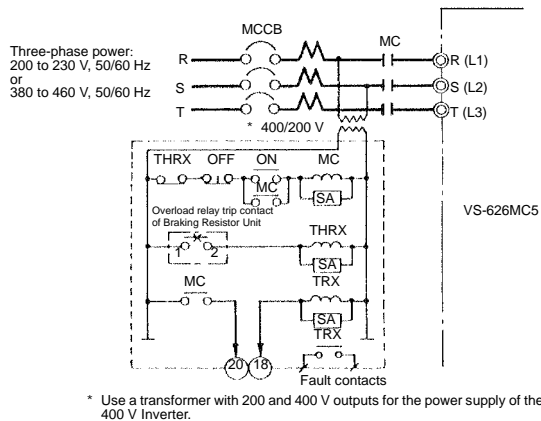 MCCB
MC
Three-phase power:
200 to 230 V, 50/60 Hz
or
380 to 460 V, 50/60 Hz
R
S
T
R (L1)
S (L2)
T (L3)
* 400/200 V
THRX OFF ON MC
MC
SA
Overload relay trip contact
of Braking Resistor Unit
1 2
THRX
SA
VS-626MC5
MC
TRX
SA
TRX
20 18
Fault contacts
* Use a transformer with 200 and 400 V outputs for the power supply of the
400 V Inverter.